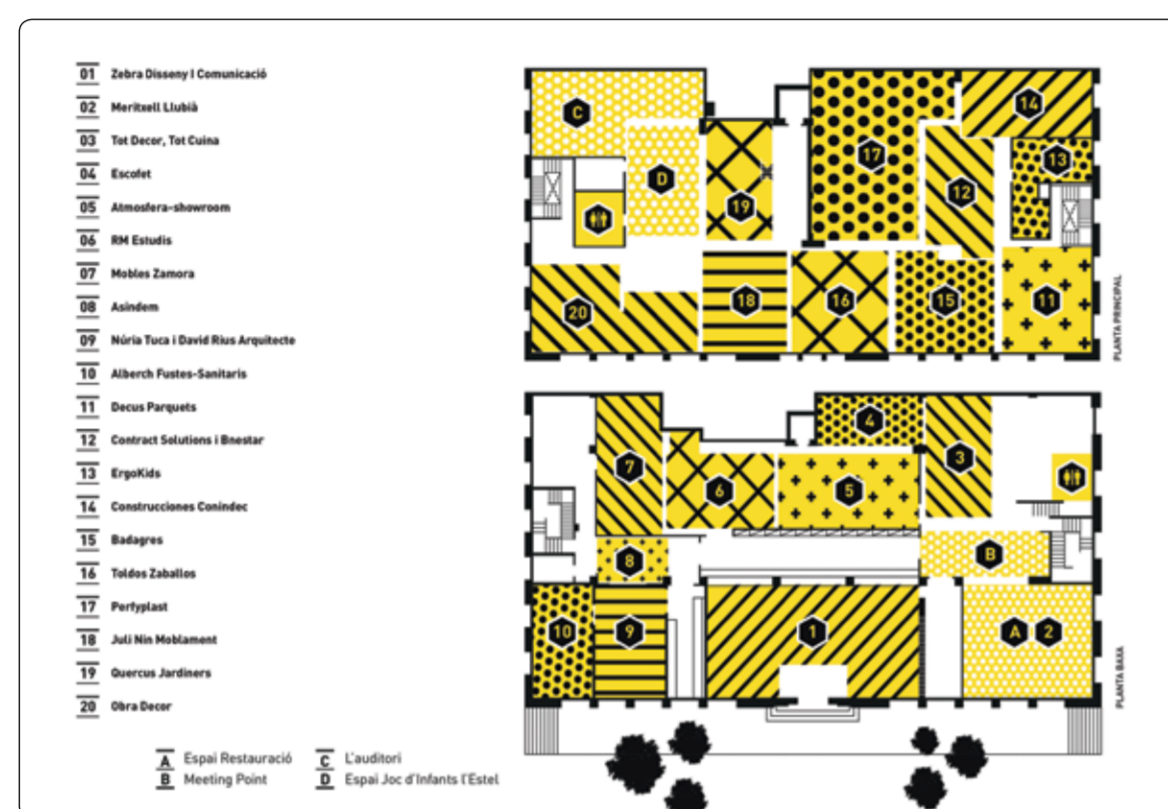 01 Zebra Disseny I Comunicació
02 Meritxell Llubià
03 Tot Decor, Tot Cuina
04 Escofet
05 Atmosfera-showroom
06 RM Estudis
07 Mobles Zamora
08 Asindem
09 Núria Tuca i David Rius Arquitecte
10 Alberch Fustes-Sanitaris
11 Decus Parquets
12 Contract Solutions i Bnestar
13 ErgoKids
14 Construcciones Conindec
15 Badagres
16 Toldos Zaballos
17 Perfyplast
18 Juli Nin Moblament
19 Quercus Jardiners
20 Obra Decor
A Espai Restauració
B Meeting Point
C L'auditori
D Espai Joc d'Infants l'Estel
C
14
17
13
D
12
19
20
18
16
15
11
PLANTA PRINCIPAL
4
7
3
6
5
B
8
10
9
1
A 2
PLANTA BAXA